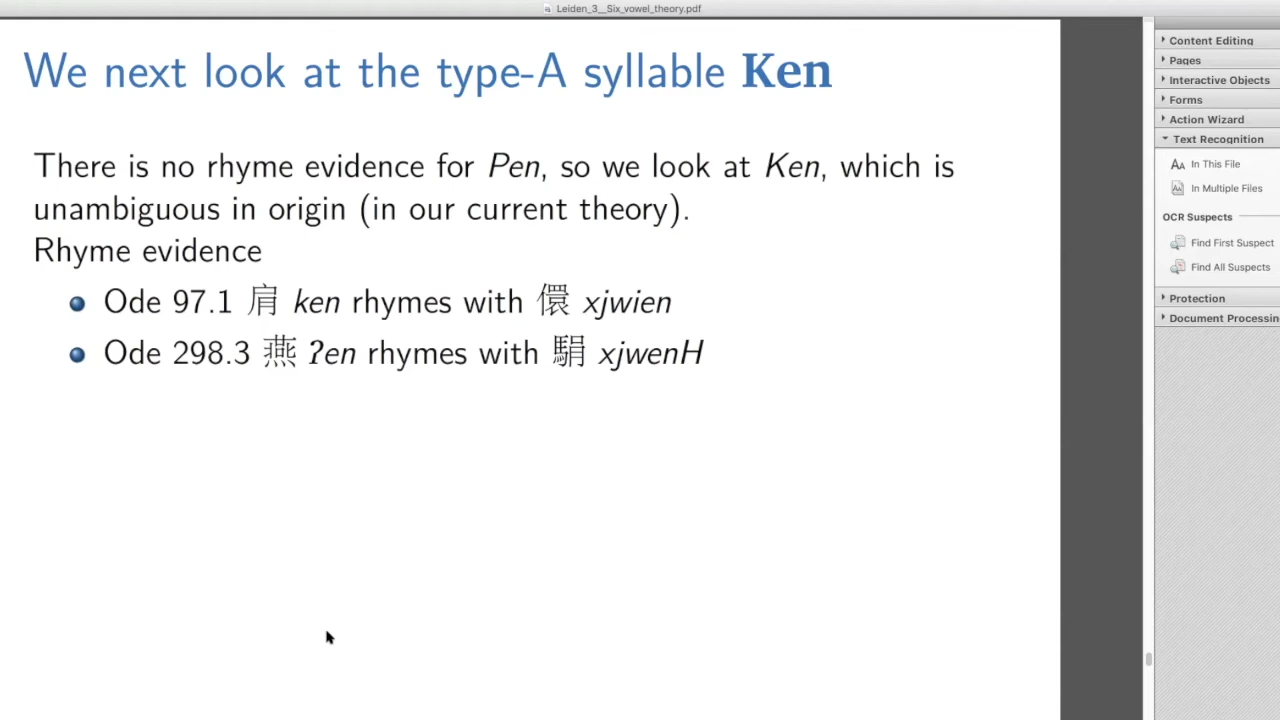 Leiden_3__Six_vowel_theory.pdf
We next look at the type-A syllable Ken
There is no rhyme evidence for Pen, so we look at Ken, which is
unambiguous in origin (in our current theory).
Rhyme evidence
Ode 97.1 肩 ken rhymes with 儇 xjwien
Ode 298.3 燕 ʔen rhymes with 駽 xjwenH
Content Editing
Pages
Interactive Objects
Forms
Action Wizard
Text Recognition
In This File
In Multiple Files
OCR Suspects
Find First Suspect
Find All Suspects
Protection
Document Processin